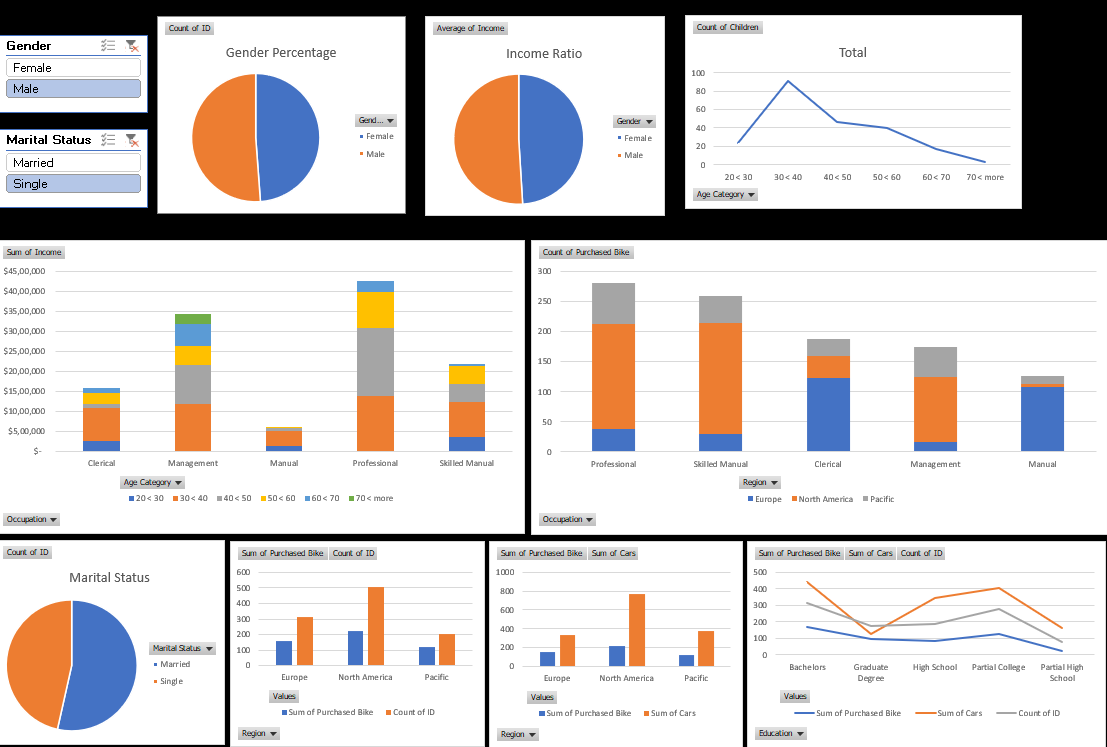 Gender
Female
Male
Marital Status
Married
Single
Count of ID
Gender Percentage
Gend...
Female
Male
Average of Income
Income Ratio
Gender
Female
Male
Count of Children
Total
100
80
60
40
20
0
20 < 30 30 < 40 40 < 50 50 < 60 60 < 70 70 < more
Age Category
Sum of Income
$45,00,000
$40,00,000
$35,00,000
$30,00,000
$25,00,000
$20,00,000
$15,00,000
$10,00,000
$5,00,000
$-
Clerical Management Manual Professional Skilled Manual
Age Category
20 < 30 30 < 40 40 < 50 50 < 60 60 < 70 70 < more
Occupation
Count of Purchased Bike
300
250
200
150
100
50
0
Professional Skilled Manual Clerical Management Manual
Region
Europe North America Pacific
Occupation
Count of ID
Marital Status
Marital Status
Married
Single
Sum of Purchased Bike Count of ID
600
500
400
300
200
100
0
Europe North America Pacific
Values
Sum of Purchased Bike Count of ID
Region
Sum of Purchased Bike Sum of Cars
1000
800
600
400
200
0
Europe North America Pacific
Values
Sum of Purchased Bike Sum of Cars
Region
Sum of Purchased Bike Sum of Cars Count of ID
500
400
300
200
100
0
Bachelors Graduate Degree High School Partial College Partial High School
Values
Sum of Purchased Bike Sum of Cars Count of ID
Education